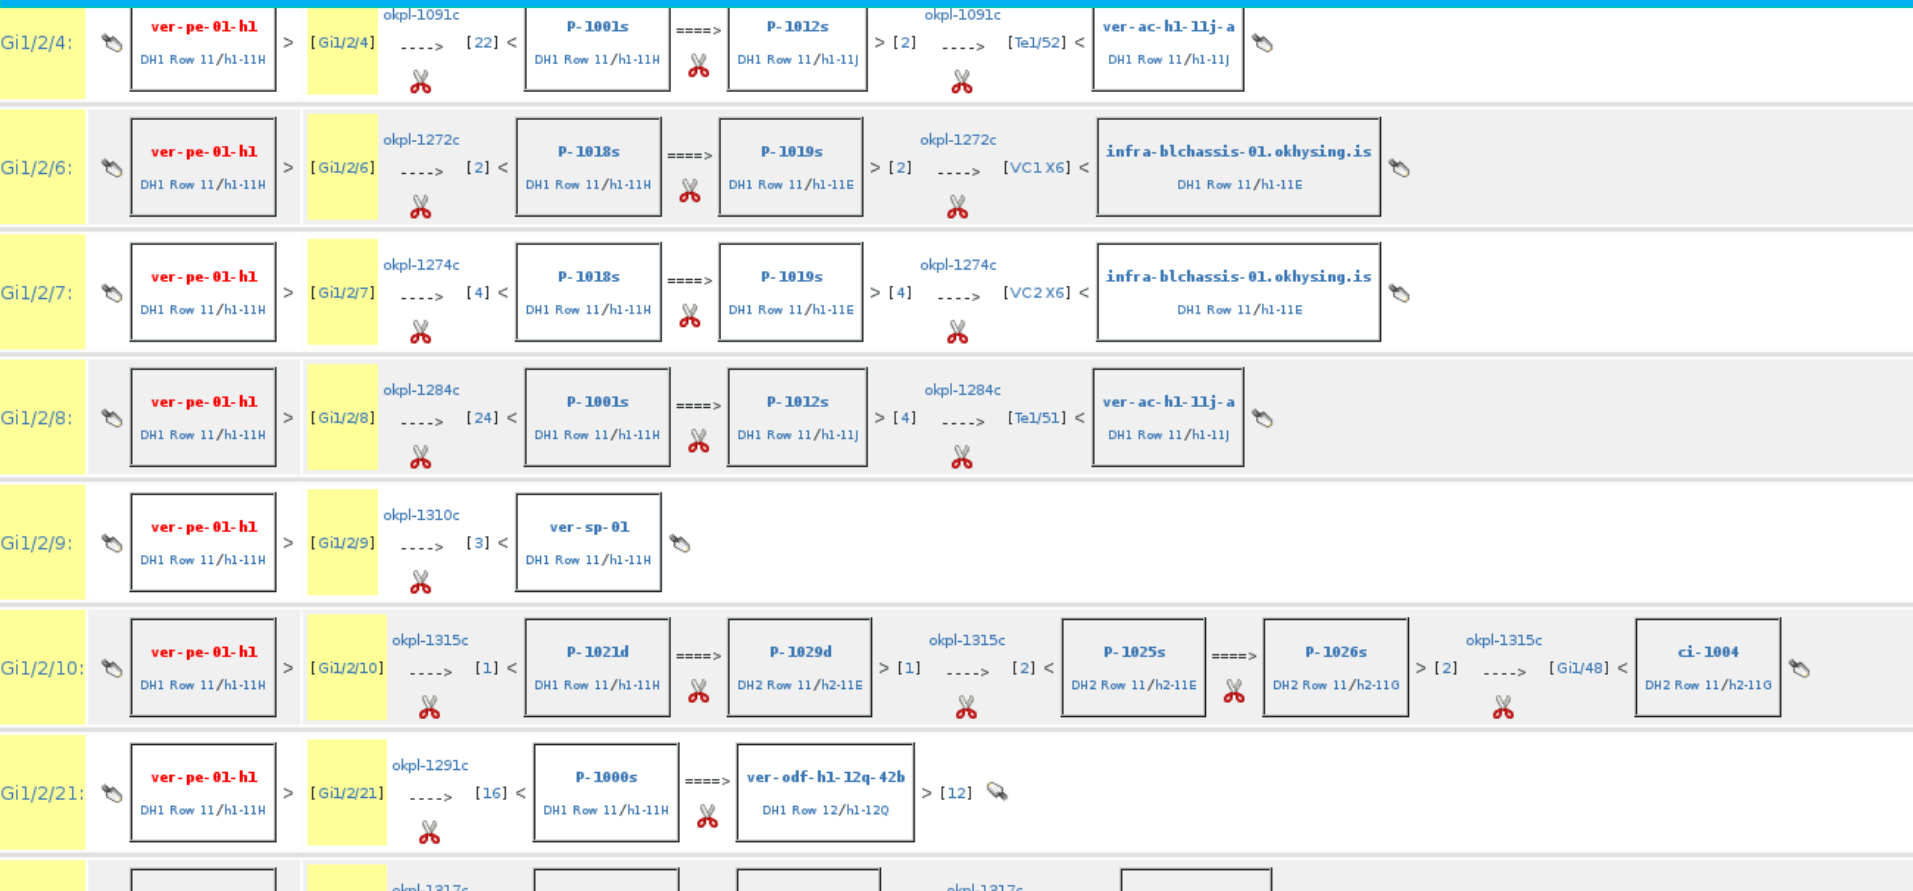 okpl-1091c okpl-1091c
Gi1/2/4: ver-pe-01-h1 > [Gi1/2/4] ----> [22] < P-1001s ====> P-1012s > [2] ----> [Te1/52] < ver-ac-h1-11j-a
DH1 Row 11/h1-11H DH1 Row 11/h1-11H DH1 Row 11/h1-11J DH1 Row 11/h1-11J
okpl-1272c okpl-1272c
Gi1/2/6: ver-pe-01-h1 > [Gi1/2/6] ----> [2] < P-1018s ====> P-1019s > [2] ----> [VC1 X6] < infra-blchassis-01.okhysing.is
DH1 Row 11/h1-11H DH1 Row 11/h1-11H DH1 Row 11/h1-11E DH1 Row 11/h1-11E
okpl-1274c okpl-1274c
Gi1/2/7: ver-pe-01-h1 > [Gi1/2/7] ----> [4] < P-1018s ====> P-1019s > [4] ----> [VC2 X6] < infra-blchassis-01.okhysing.is
DH1 Row 11/h1-11H DH1 Row 11/h1-11H DH1 Row 11/h1-11E DH1 Row 11/h1-11E
okpl-1284c okpl-1284c
Gi1/2/8: ver-pe-01-h1 > [Gi1/2/8] ----> [24] < P-1001s ====> P-1012s > [4] ----> [Te1/51] < ver-ac-h1-11j-a
DH1 Row 11/h1-11H DH1 Row 11/h1-11H DH1 Row 11/h1-11J DH1 Row 11/h1-11J
okpl-1310c
Gi1/2/9: ver-pe-01-h1 > [Gi1/2/9] ----> [3] < ver-sp-01
DH1 Row 11/h1-11H DH1 Row 11/h1-11H
okpl-1315c okpl-1315c okpl-1315c
Gi1/2/10: ver-pe-01-h1 > [Gi1/2/10] ----> [1] < P-1021d ====> P-1029d > [1] ----> [2] < P-1025s ====> P-1026s > [2] ----> [Gi1/48] < ci-1004
DH1 Row 11/h1-11H DH1 Row 11/h1-11H DH2 Row 11/h2-11E DH2 Row 11/h2-11E DH2 Row 11/h2-11G DH2 Row 11/h2-11G
okpl-1291c
Gi1/2/21: ver-pe-01-h1 > [Gi1/2/21] ----> [16] < P-1000s ====> ver-odf-h1-12q-42b > [12]
DH1 Row 11/h1-11H DH1 Row 11/h1-11H DH1 Row 12/h1-12Q
okpl-1317c okpl-1317c